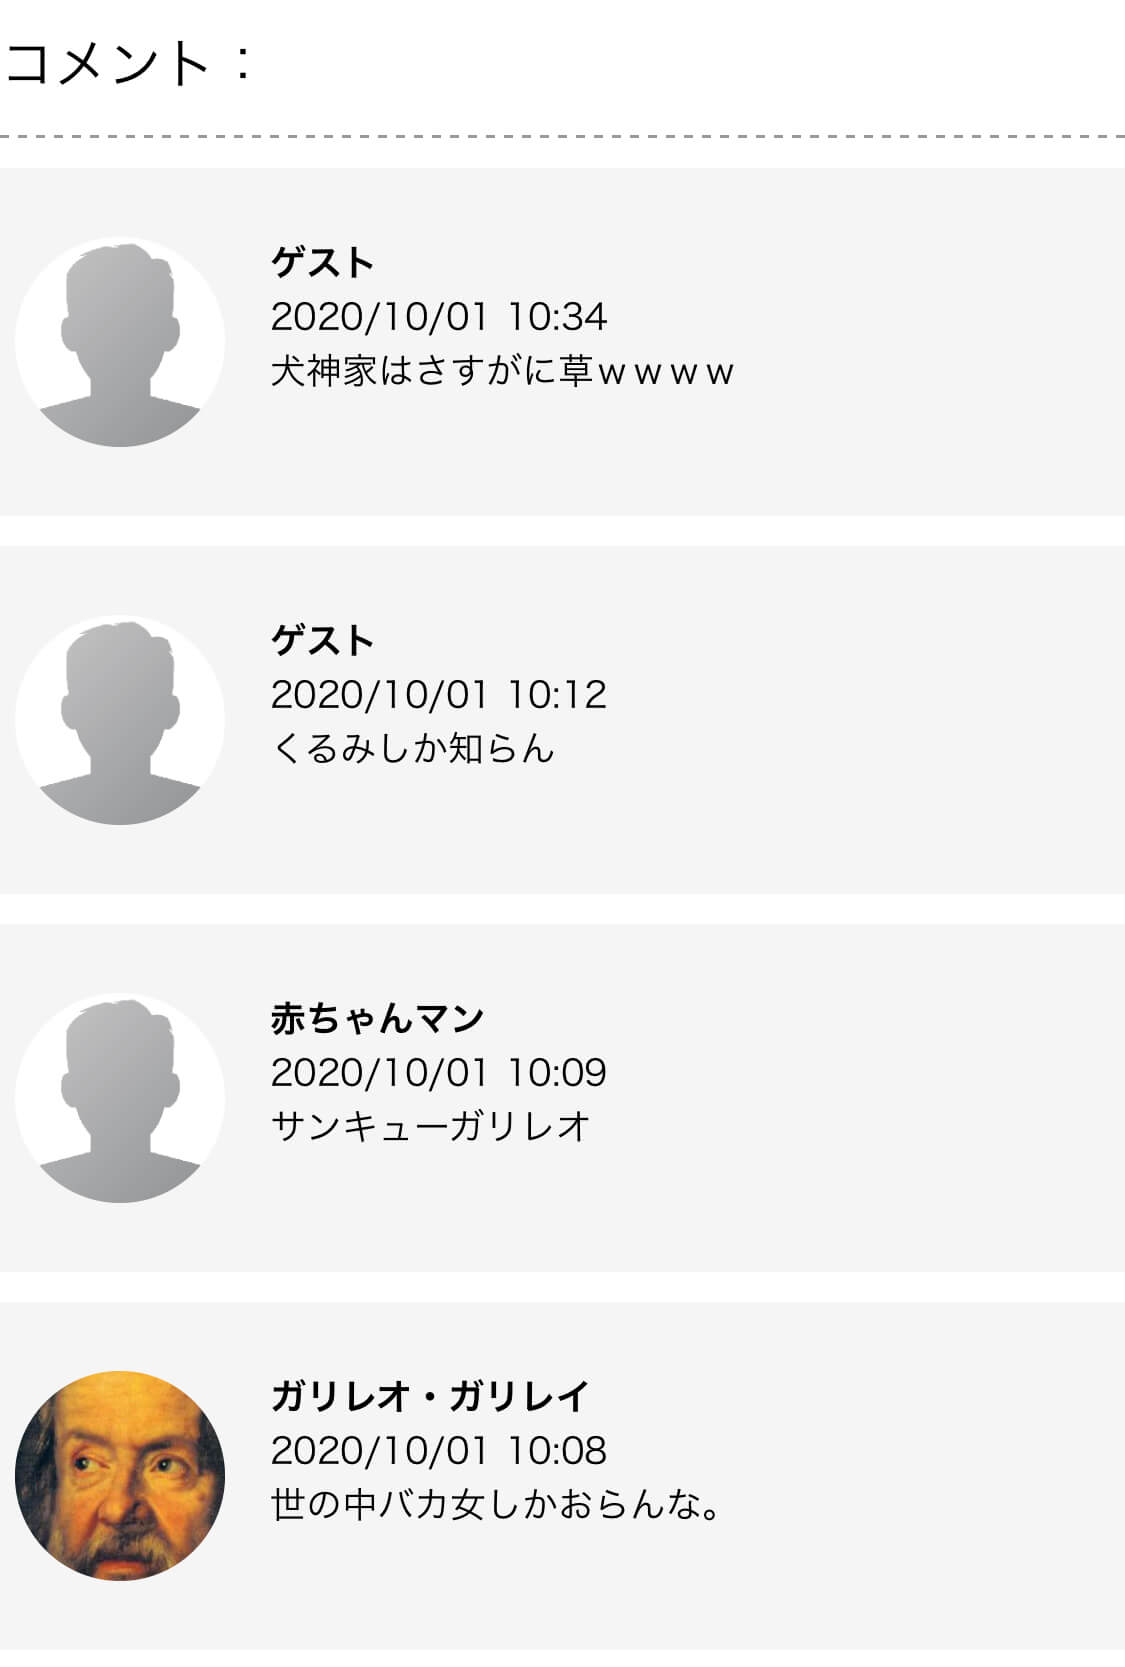 コメント：
ゲスト
2020/10/01 10:34
犬神家はさすがに草ｗｗｗｗ
ゲスト
2020/10/01 10:12
くるみしか知らん
赤ちゃんマン
2020/10/01 10:09
サンキューガリレオ
ガリレオ・ガリレイ
2020/10/01 10:08
世の中バカ女しかおらんな。